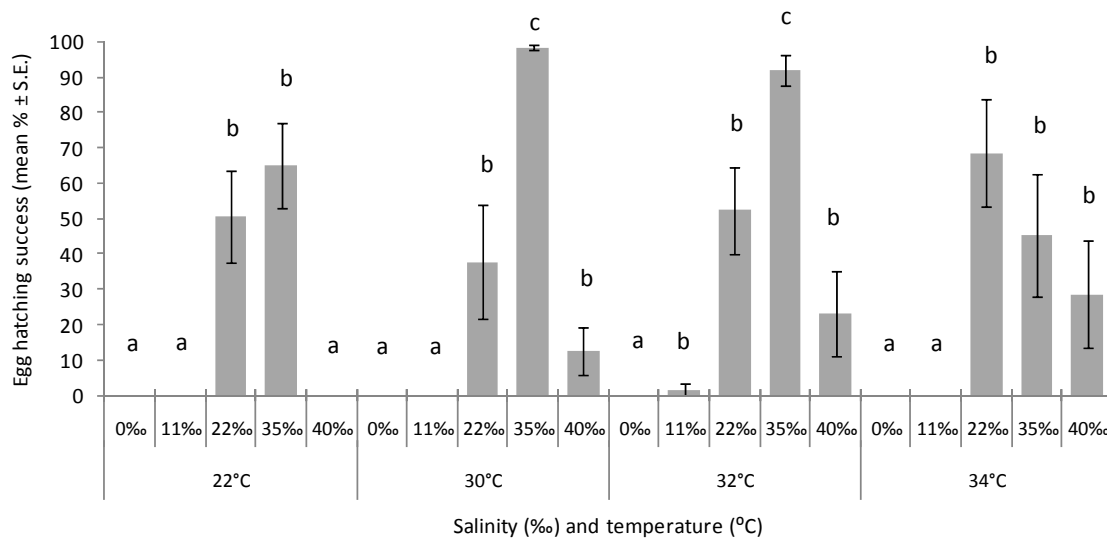 Egg hatching success (mean % ± S.E.)
100
90
80
70
60
50
40
30
20
10
0
a a b b a a a b c b a b b c b a a b b b
0‰ 11‰ 22‰ 35‰ 40‰ 0‰ 11‰ 22‰ 35‰ 40‰ 0‰ 11‰ 22‰ 35‰ 40‰ 0‰ 11‰ 22‰ 35‰ 40‰
22°C 30°C 32°C 34°C
Salinity (‰) and temperature (°C)